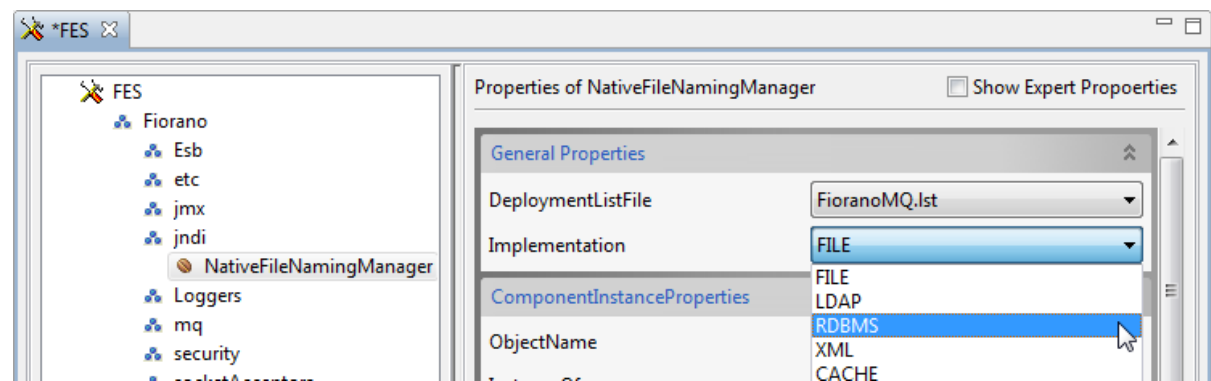 *FES
FES
Fiorano
Esb
etc
jmx
jndi
NativeFileNamingManager
Loggers
mq
security
Properties of NativeFileNamingManager
Show Expert Propoerties
General Properties
DeploymentListFile
FioranoMQ.lst
Implementation
FILE
FILE
LDAP
RDBMS
XML
CACHE
ComponentInstanceProperties
ObjectName